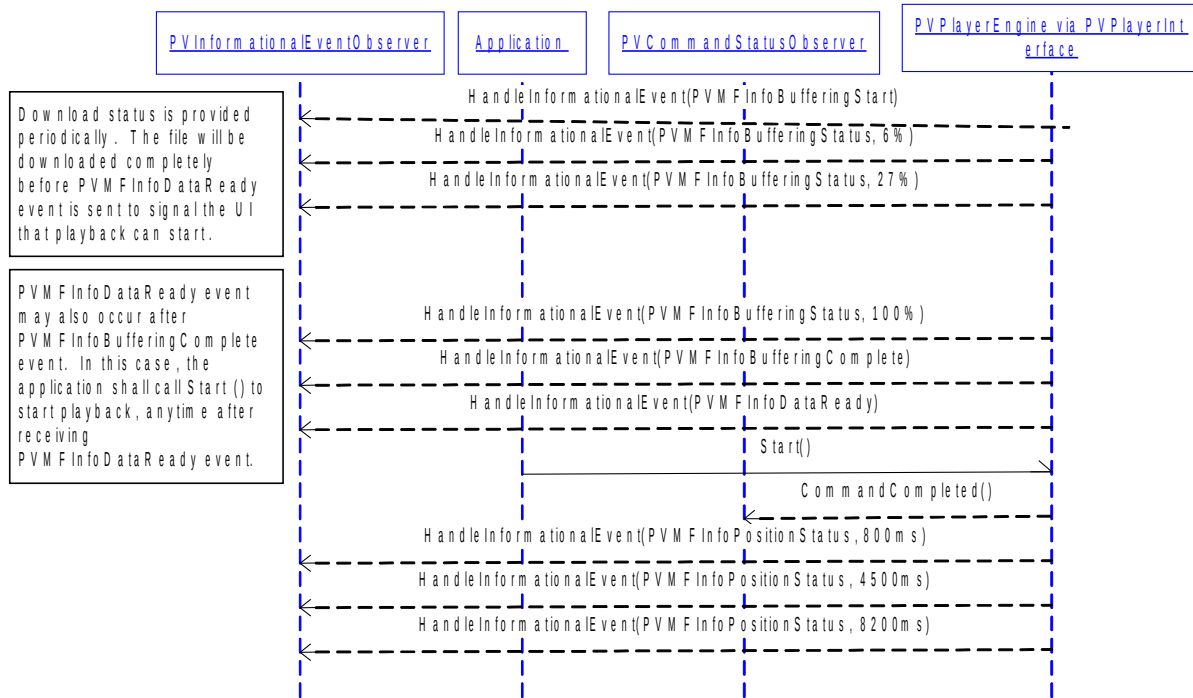 PVInformationalEventObserver
Application
PVCommandStatusObserver
PVPlayerEngine via PVPlayerInt
erface
Download status is provided
periodically. The file will be
downloaded completely
before PVMFInfoDataReady
event is sent to signal the UI
that playback can start.
PVMFInfoDataReady event
may also occur after
PVMFInfoBufferingComplete
event. In this case, the
application shall call Start() to
start playback, anytime after
receiving
PVMFInfoDataReady event.
HandleInformationalEvent(PVMFInfoBufferingStart)
HandleInformationalEvent(PVMFInfoBufferingStatus, 6%)
HandleInformationalEvent(PVMFInfoBufferingStatus, 27%)
HandleInformationalEvent(PVMFInfoBufferingStatus, 100%)
HandleInformationalEvent(PVMFInfoBufferingComplete)
HandleInformationalEvent(PVMFInfoDataReady)
Start()
CommandCompleted()
HandleInformationalEvent(PVMFInfoPositionStatus, 800ms)
HandleInformationalEvent(PVMFInfoPositionStatus, 4500ms)
HandleInformationalEvent(PVMFInfoPositionStatus, 8200ms)